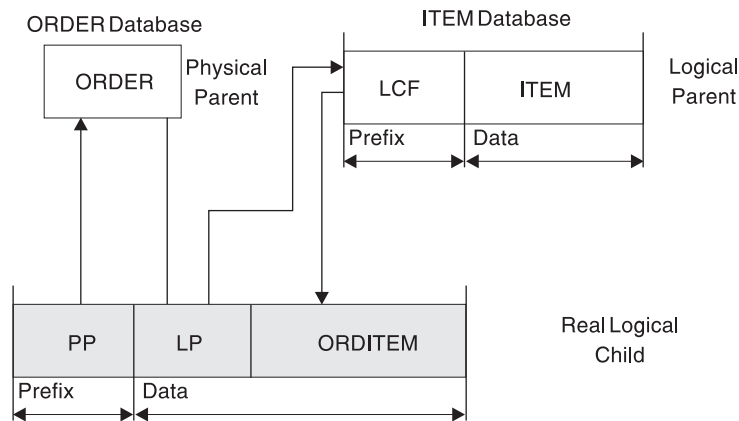 ORDER Database
ITEM Database
ORDER
Physical
Parent
LCF
ITEM
Logical
Parent
Prefix
Data
PP
LP
ORDITEM
Real Logical
Child
Prefix
Data